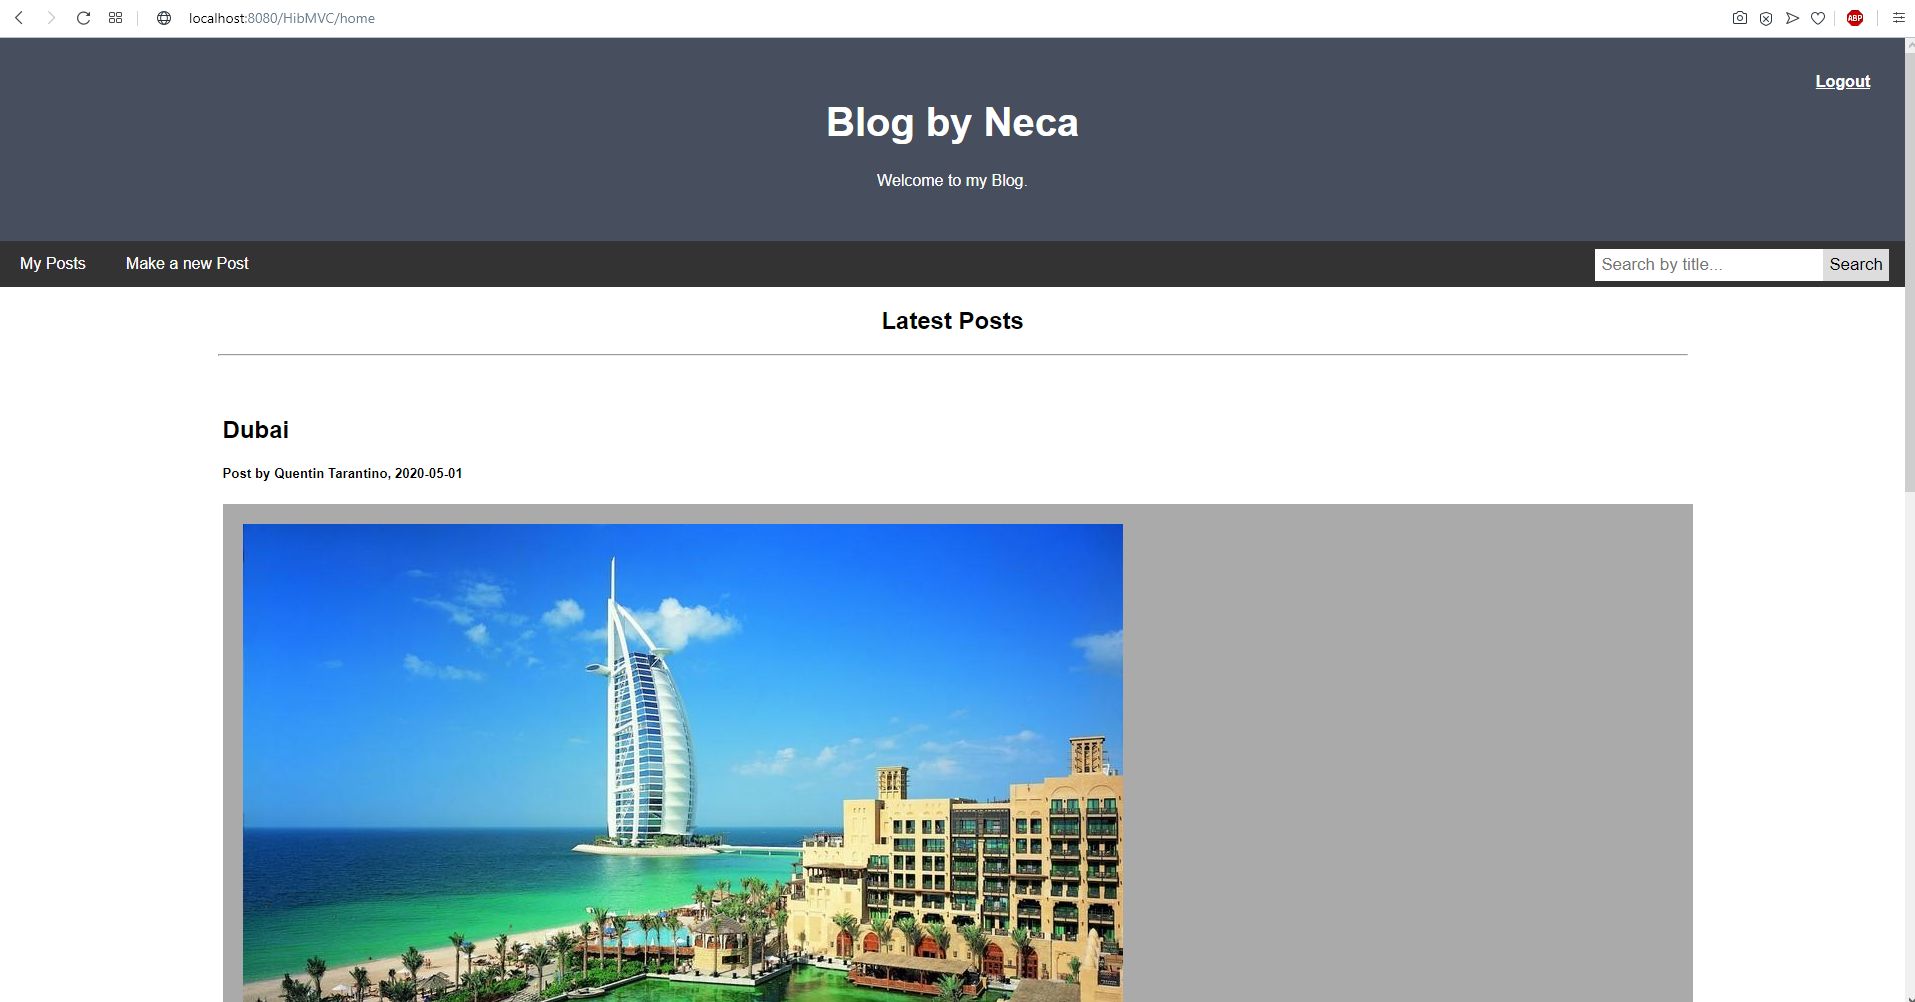 localhost:8080/HibMVC/home
ABP
Logout
Blog by Neca
Welcome to my Blog.
My Posts Make a new Post Search by title... Search
Latest Posts
Dubai
Post by Quentin Tarantino, 2020-05-01